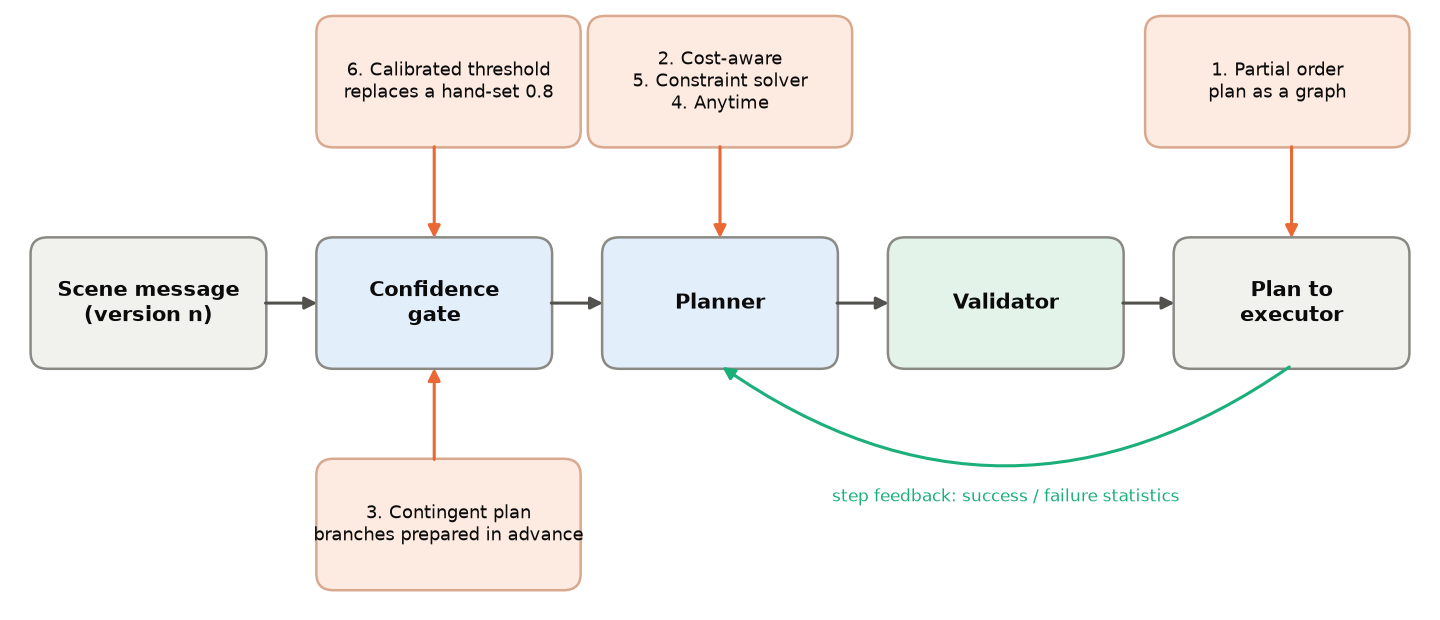 6. Calibrated threshold
replaces a hand-set 0.8
2. Cost-aware
5. Constraint solver
4. Anytime
1. Partial order
plan as a graph
Scene message
(version n)
Confidence
gate
Planner
Validator
Plan to
executor
step feedback: success / failure statistics
3. Contingent plan
branches prepared in advance